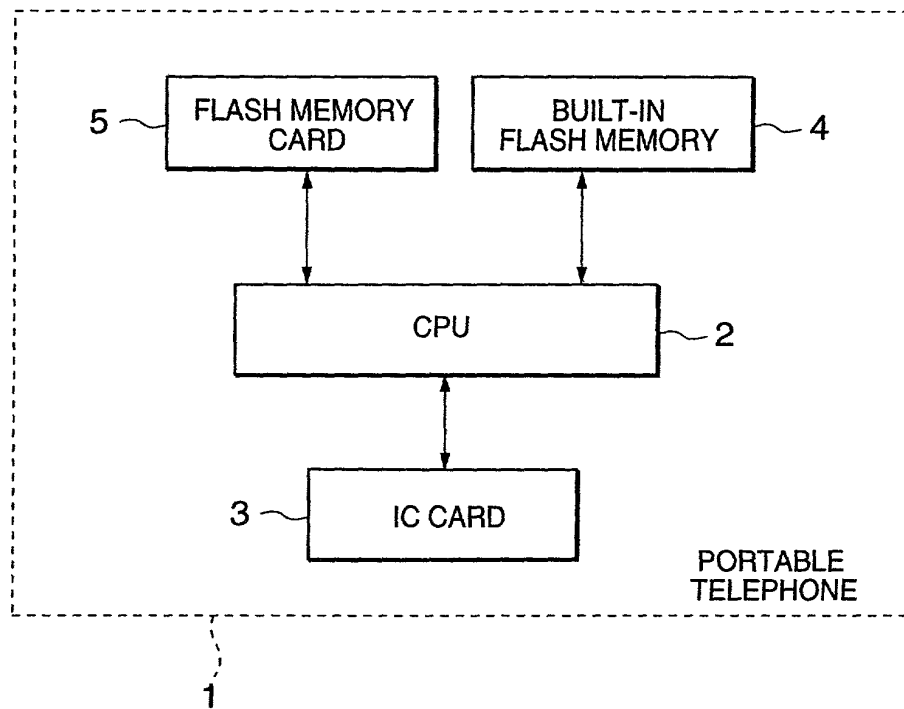 5
FLASH MEMORY
CARD
BUILT-IN
FLASH MEMORY
4
CPU
2
3
IC CARD
PORTABLE
TELEPHONE
1